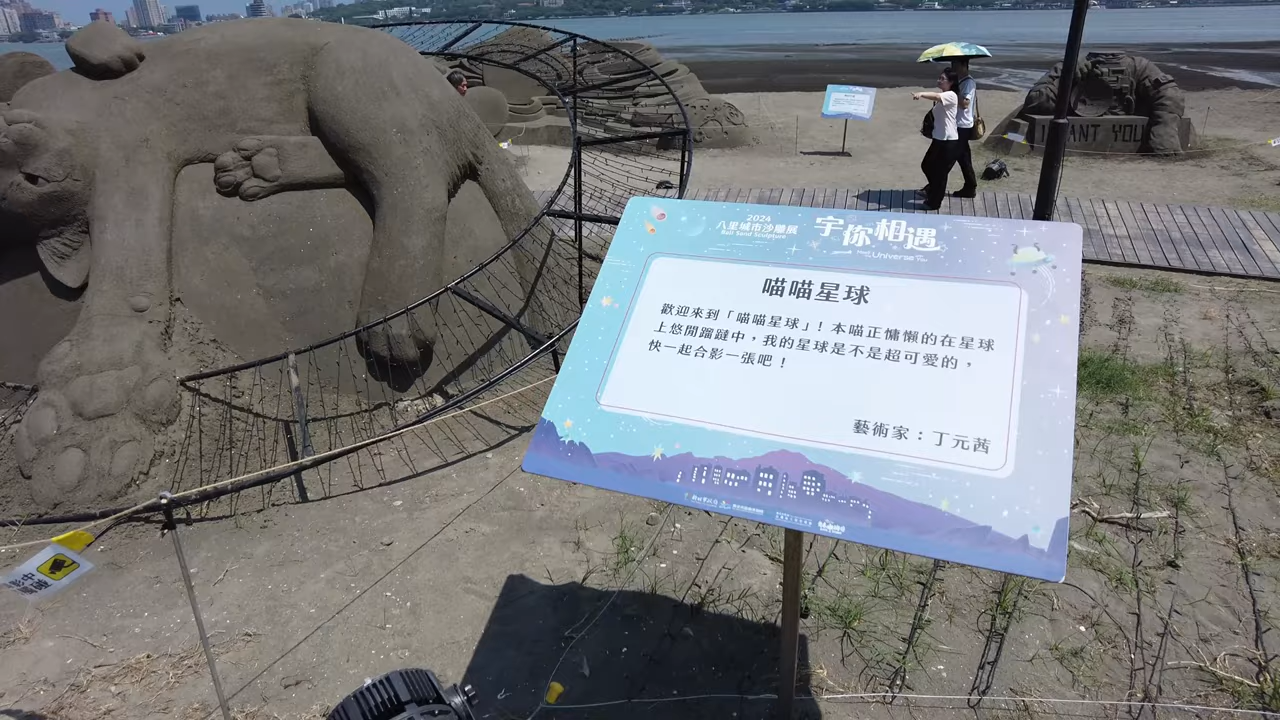 I WANT YOU
2024
八里城市沙雕展
Bali Sand Sculpture
宇你相遇
Universe
喵喵星球
歡迎來到「喵喵星球」！本喵正慵懶的在星球
上悠閒蹓躂中，我的星球是不是超可愛的，
快一起合影一張吧！
藝術家：丁元茜